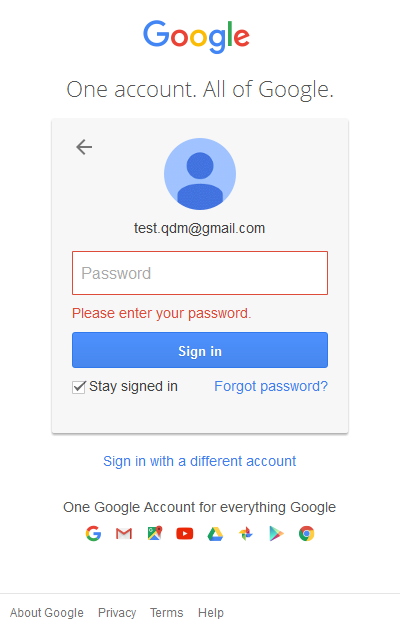 Google
One account. All of Google.
test.qdm@gmail.com
Password
Please enter your password.
Sign in
Stay signed in Forgot password?
Sign in with a different account
One Google Account for everything Google
About Google Privacy Terms Help